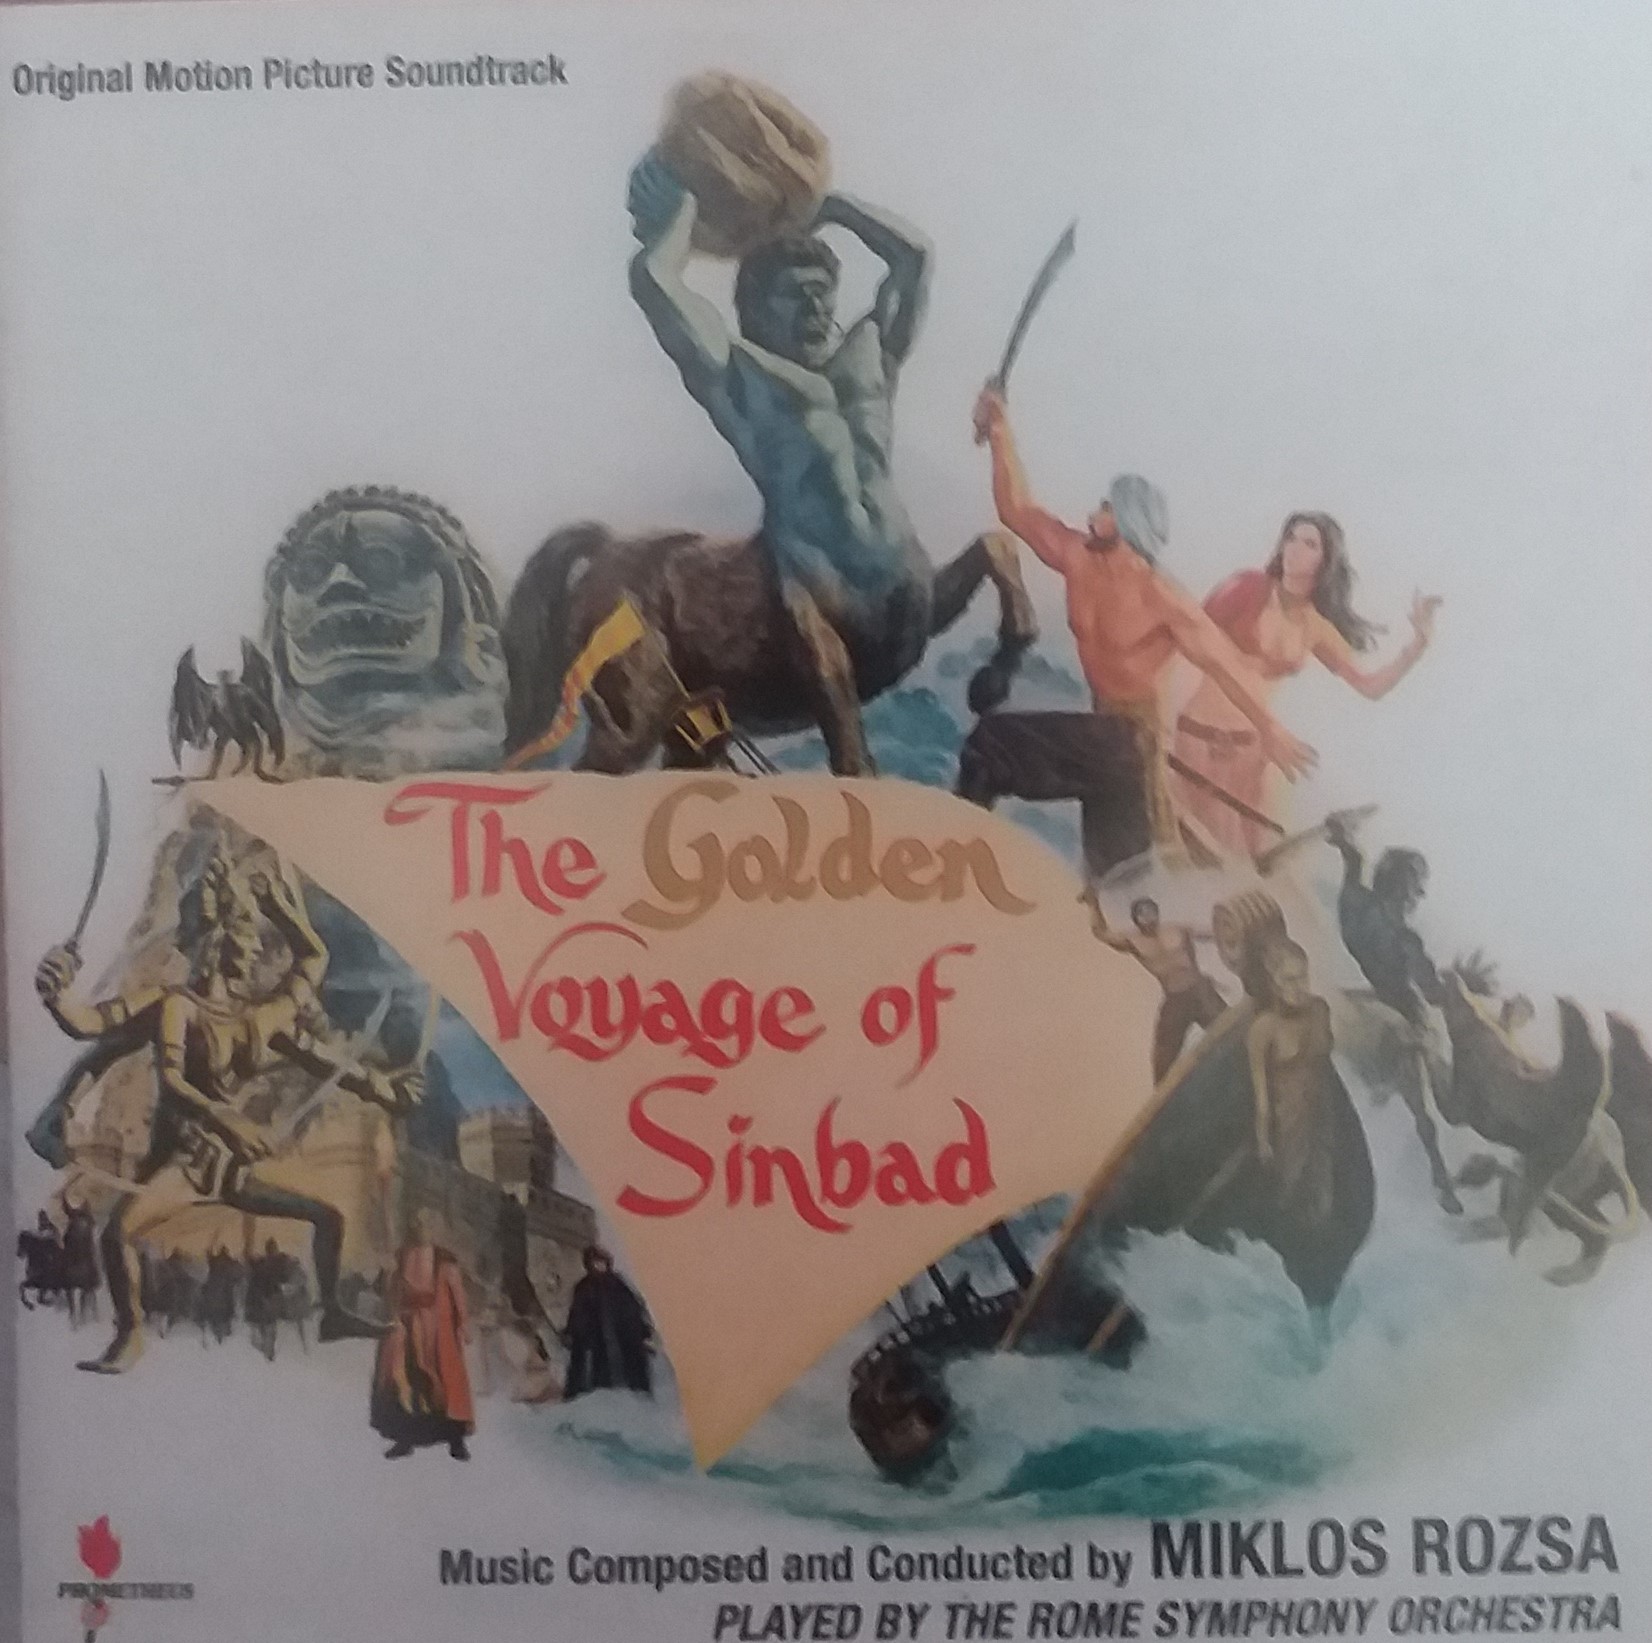 Original Motion Picture Soundtrack
The Golden
Voyage of
Sinbad
PROMETHEUS
Music Composed and Conducted by MIKLOS ROZSA
PLAYED BY THE ROME SYMPHONY ORCHESTRA